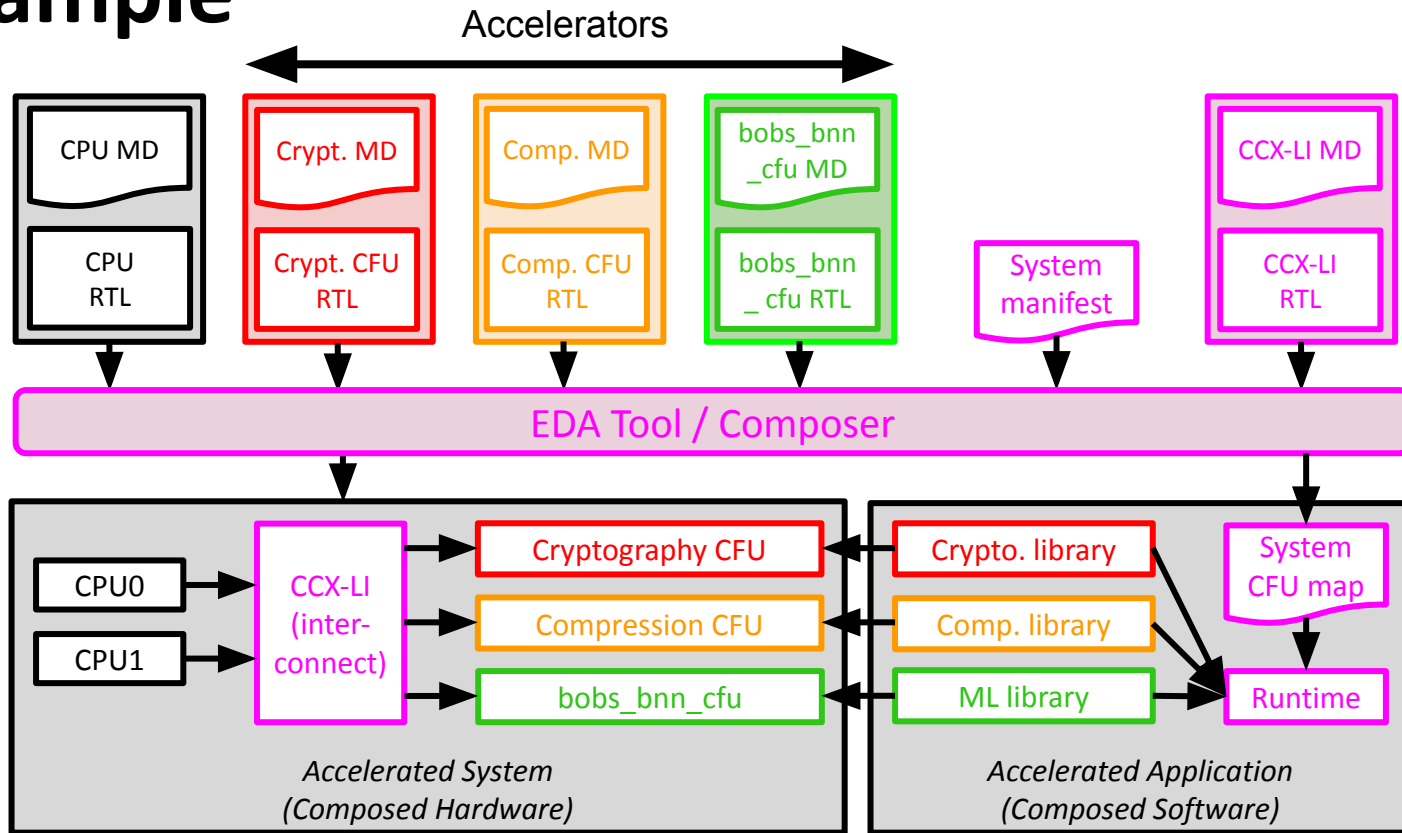 ample
Accelerators
CPU MD
Crypt. MD
Comp. MD
bobs_bnn
_cfu MD
CCX-LI MD
CPU
RTL
Crypt. CFU
RTL
Comp. CFU
RTL
bobs_bnn
_ cfu RTL
System
manifest
CCX-LI
RTL
EDA Tool / Composer
CPU0
CPU1
CCX-LI
(inter-
connect)
Cryptography CFU
Compression CFU
bobs_bnn_cfu
Accelerated System
(Composed Hardware)
Crypto. library
Comp. library
ML library
System
CFU map
Runtime
Accelerated Application
(Composed Software)